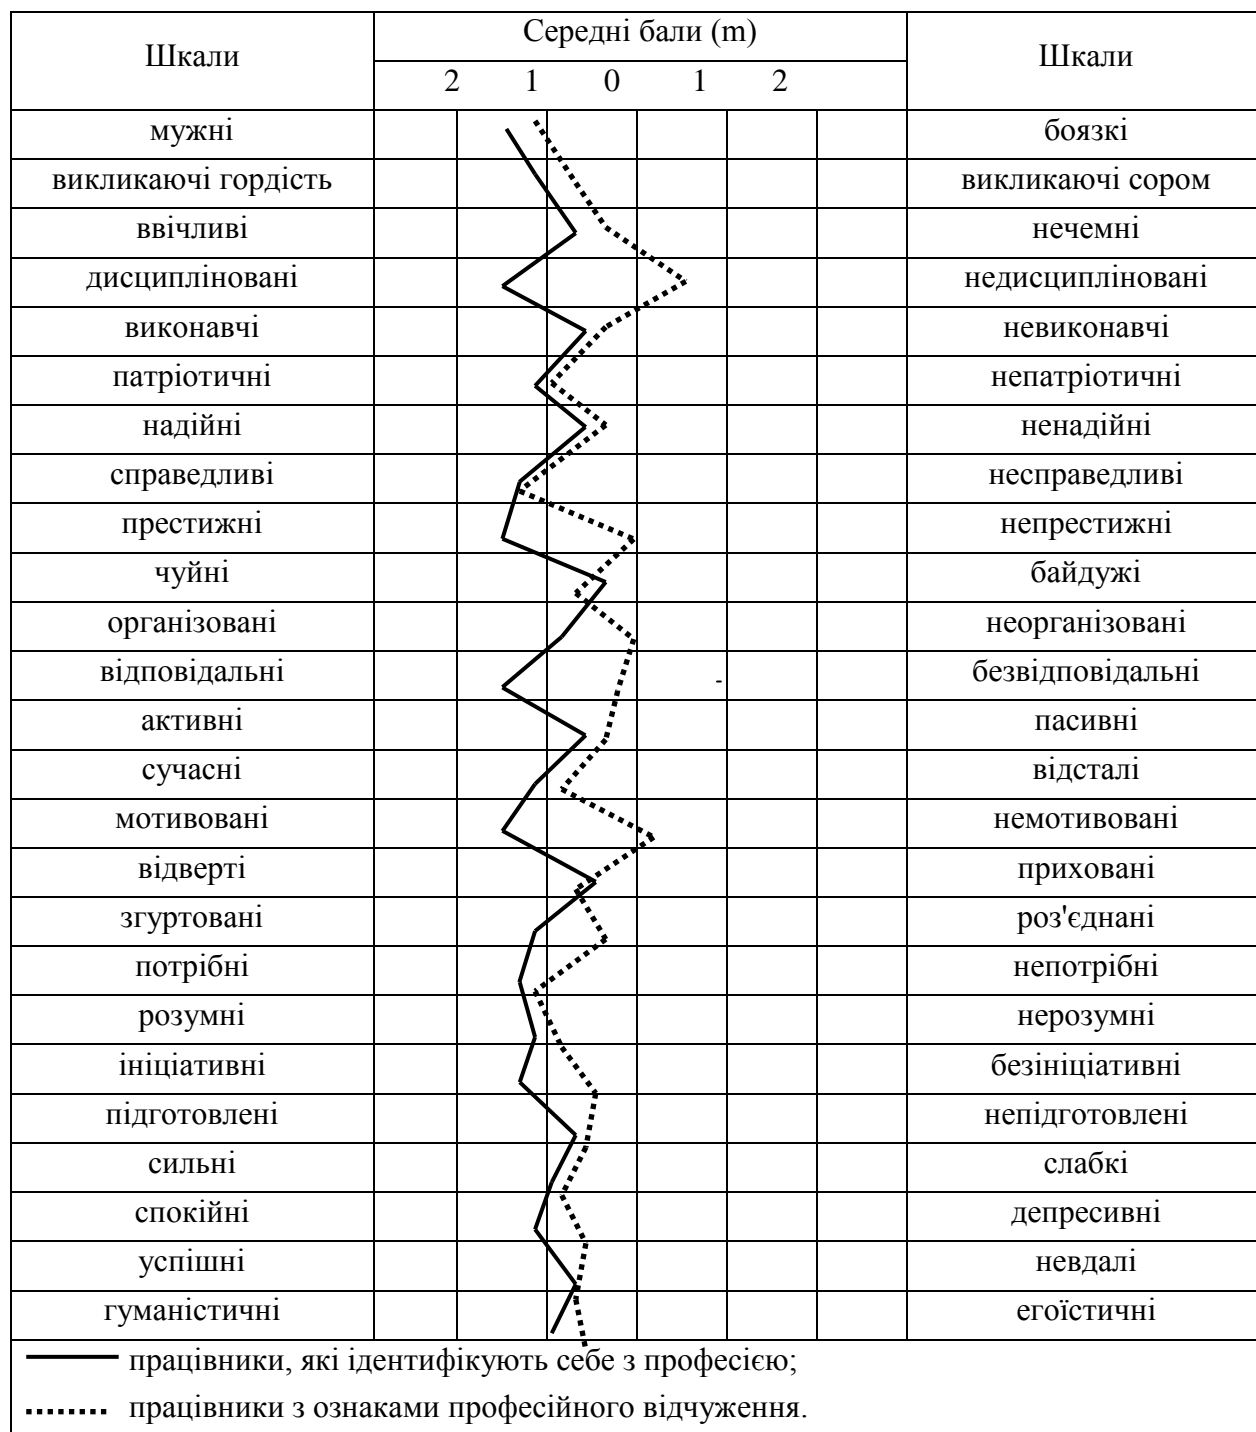 Шкали Середні бали (m) Шкали
2 1 0 1 2
мужні боязкі
викликаючі гордість викликаючі сором
ввічливі нечемні
дисципліновані недисципліновані
виконавчі невиконавчі
патріотичні непатріотичні
надійні ненадійні
справедливі несправедливі
престижні непрестижні
чуйні байдужі
організовані неорганізовані
відповідальні - безвідповідальні
активні пасивні
сучасні відсталі
мотивовані немотивовані
відверті приховані
згуртовані роз'єднані
потрібні непотрібні
розумні нерозумні
ініціативні безініціативні
підготовлені непідготовлені
сильні слабкі
спокійні депресивні
успішні невдалі
гуманістичні егоїстичні
працівники, які ідентифікують себе з професією;
працівники з ознаками професійного відчуження.